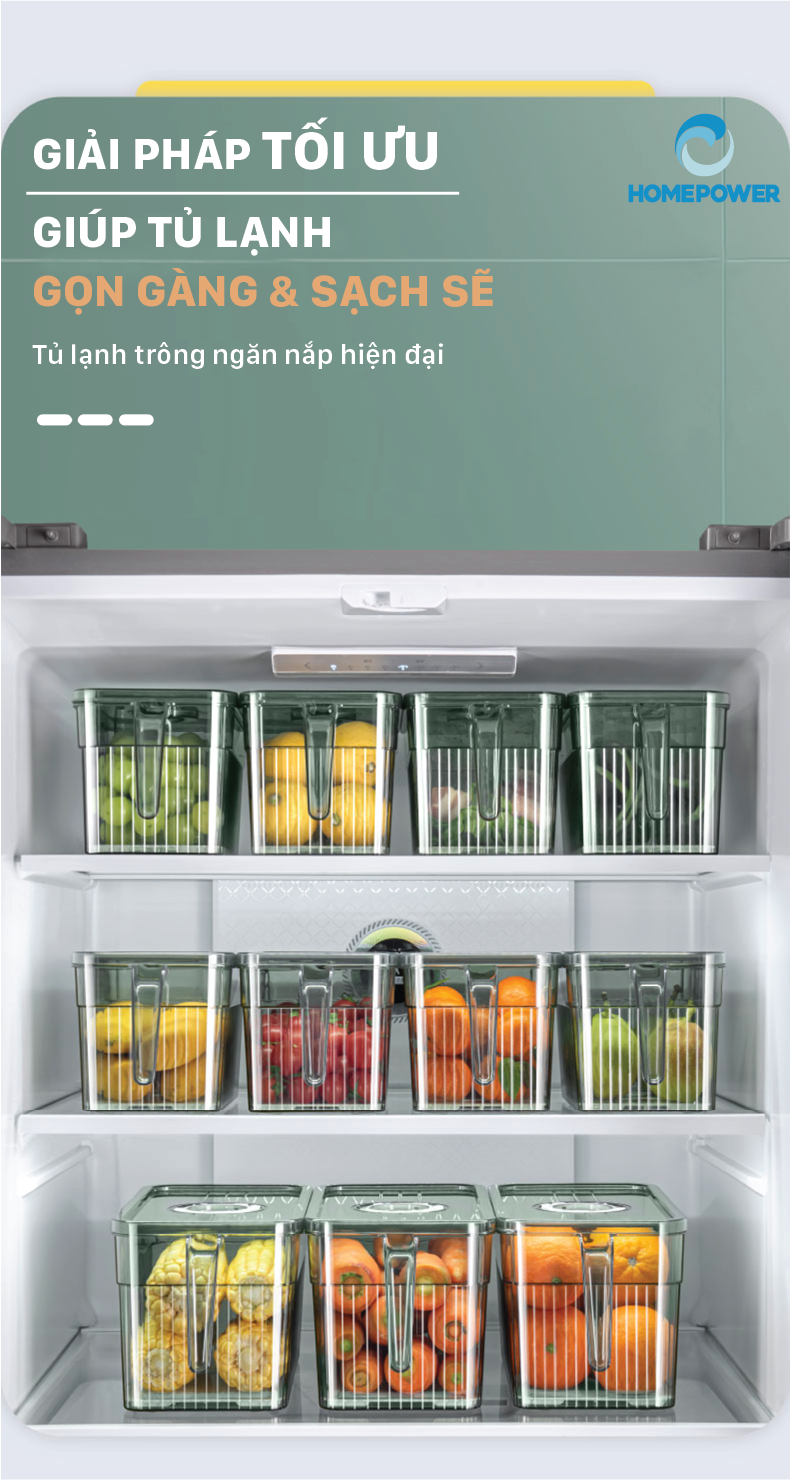 GIẢI PHÁP TỐI ƯU
HOMEPOWER
GIÚP TỦ LẠNH
GỌN GÀNG & SẠCH SẼ
Tủ lạnh trông ngăn nắp hiện đại